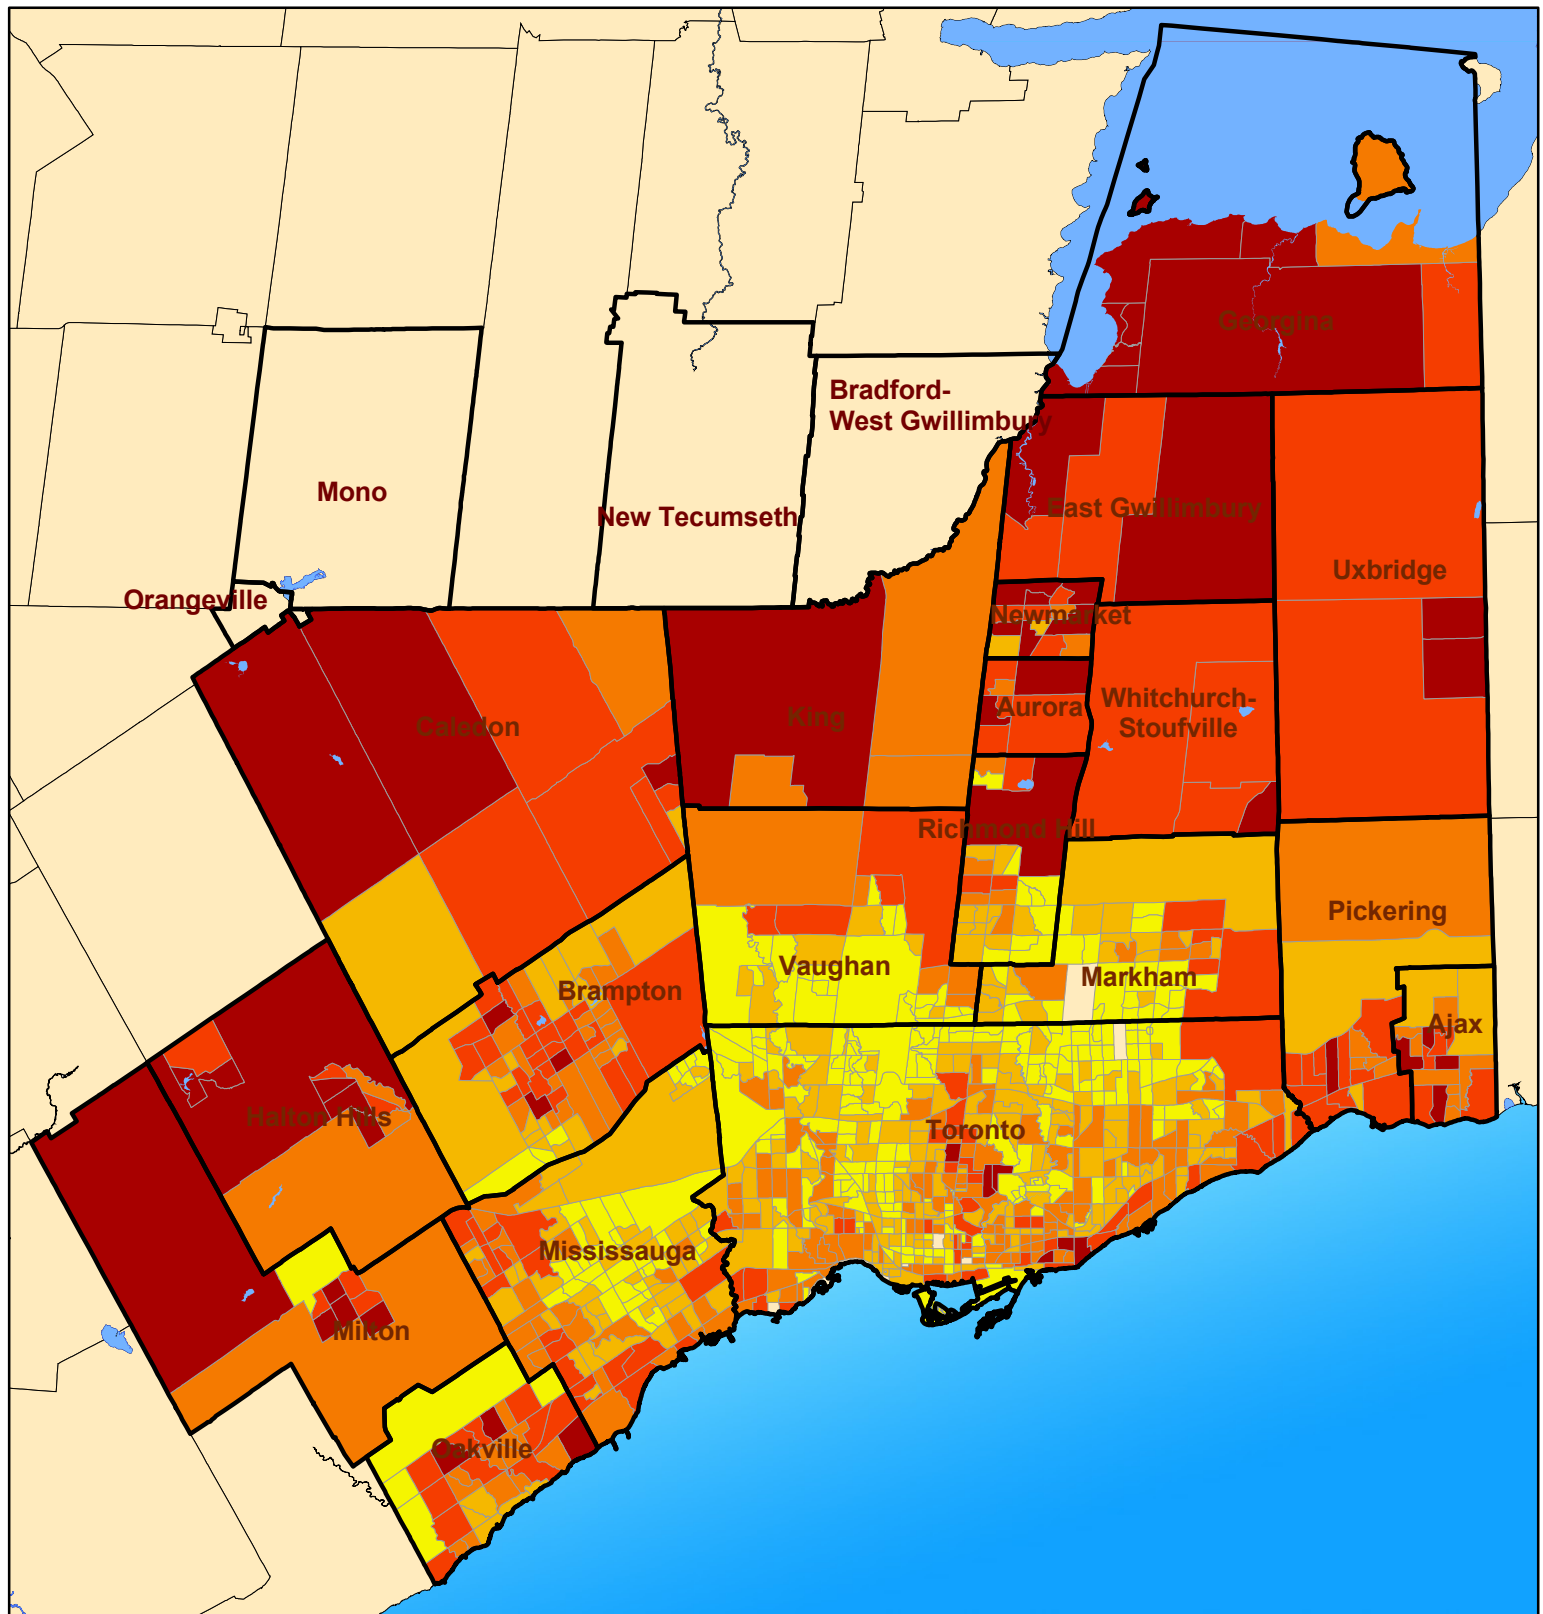 Georgina
Bradford-
West Gwillimbury
Mono
East Gwillimbury
New Tecumseth
Uxbridge
Orangeville
Newmarket
Whitchurch-
Stoufville
Aurora
King
Caledon
Richmond Hill
Pickering
Vaughan
Markham
Brampton
Ajax
Halton Hills
Toronto
Mississauga
Milton
Oakville